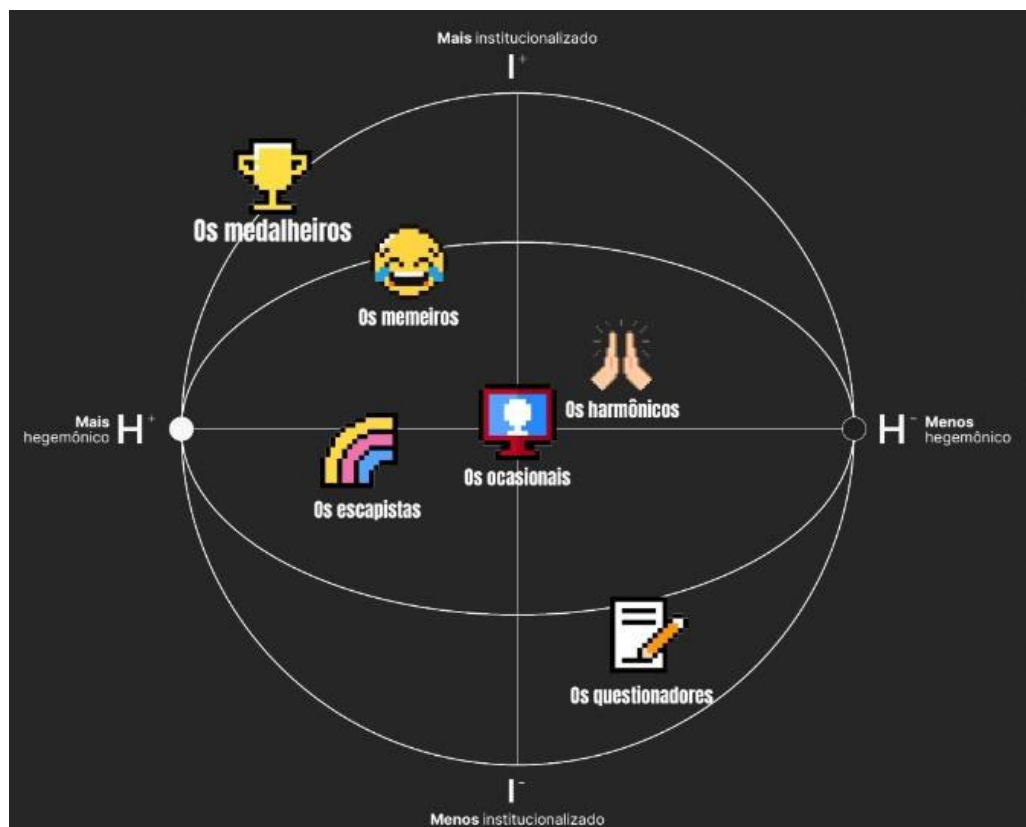 Mais institucionalizado
I+
Os medalheiros
Os memeiros
Os harmônicos
Mais
hegemônico
H+
H-
Menos
hegemônico
Os ocasionais
Os escapistas
Os questionadores
I-
Menos institucionalizado